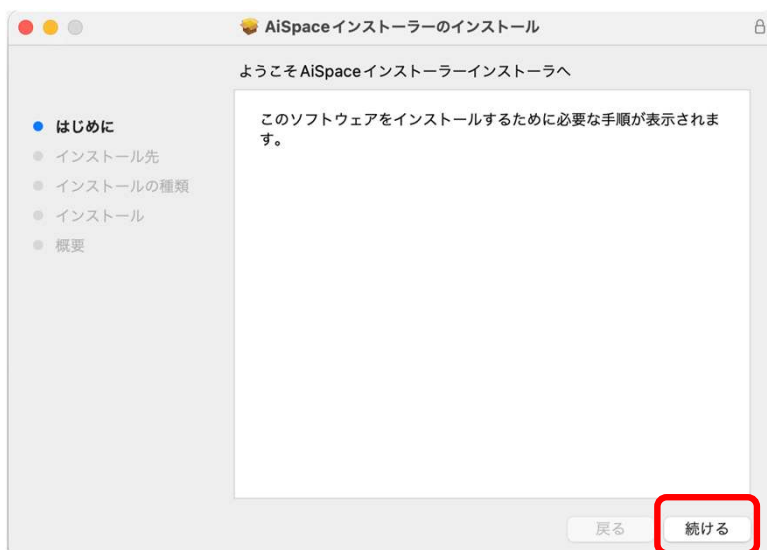 AiSpaceインストーラーのインストール
ようこそAiSpaceインストーラーインストーラへ
はじめに
インストール先
インストールの種類
インストール
概要
このソフトウェアをインストールするために必要な手順が表示されま
す。
戻る
続ける